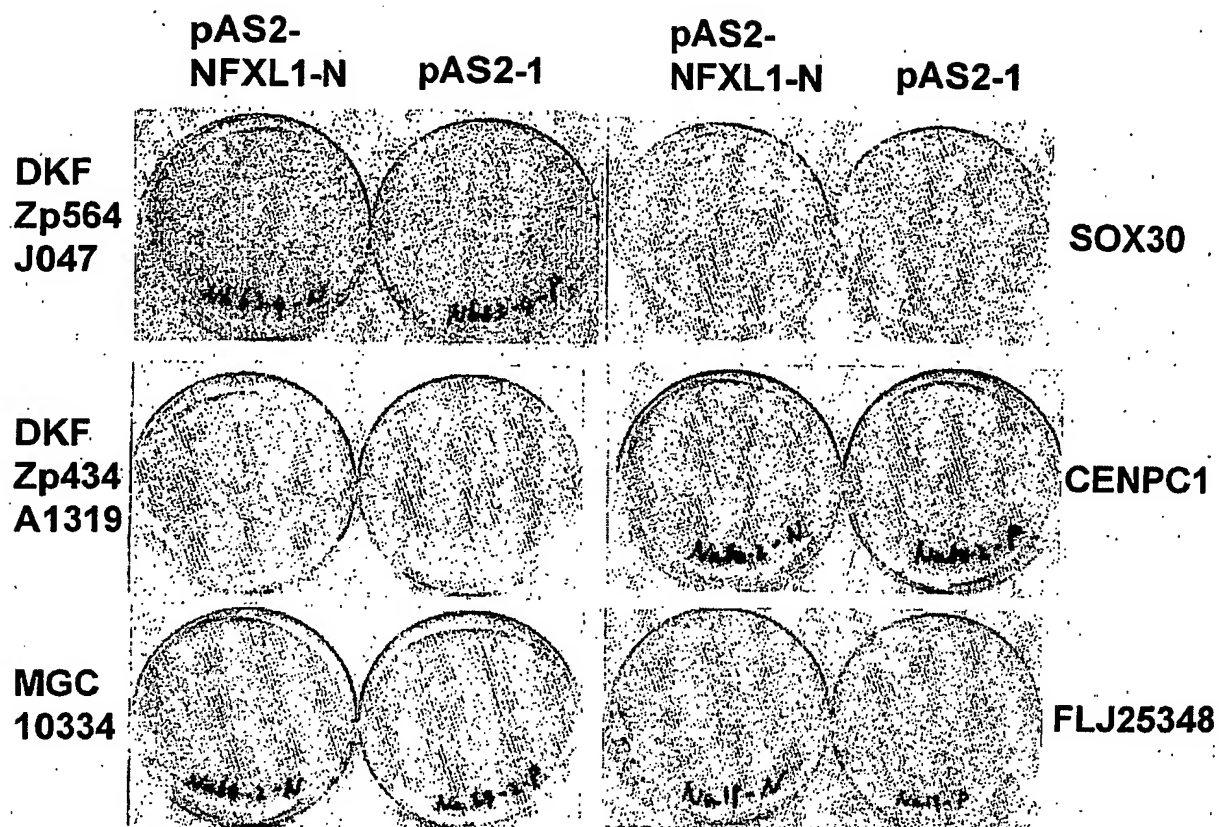 pAS2-
NFXL1-N
pAS2-1
pAS2-
NFXL1-N
pAS2-1
DKF
Zp564
J047
SOX30
DKF
Zp434
A1319
CENPC1
MGC
10334
FLJ25348